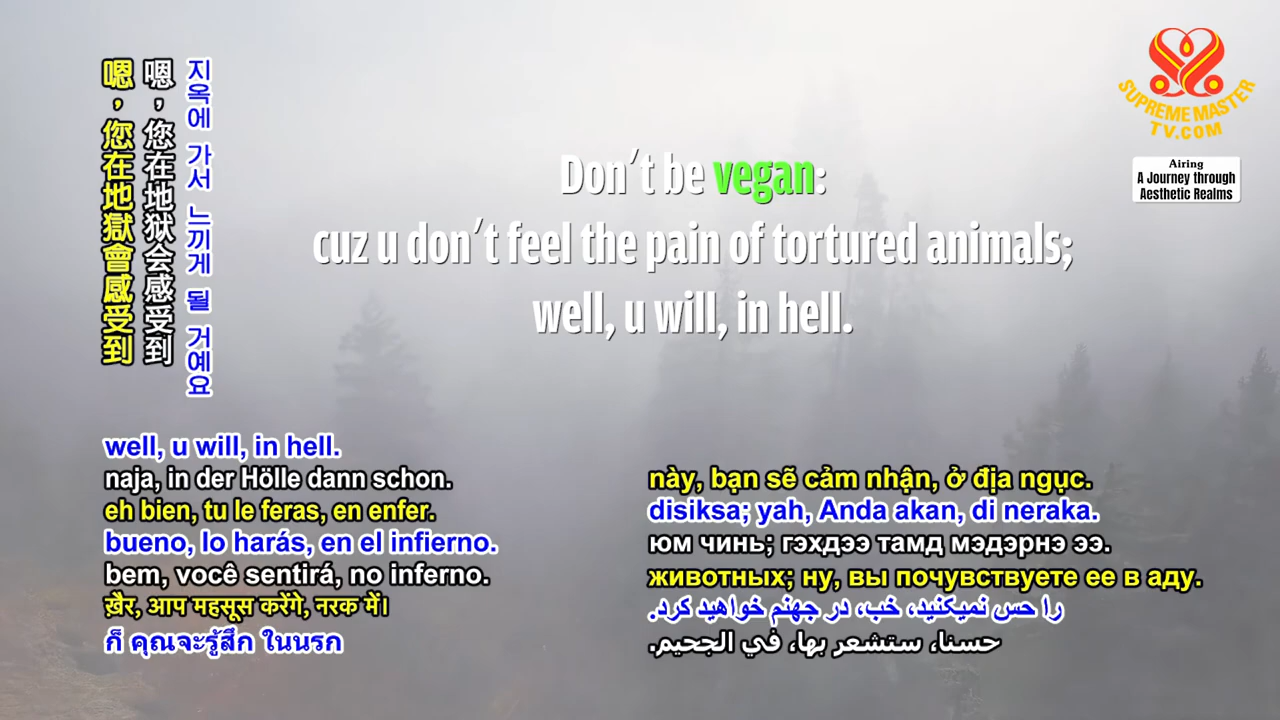 嗯，您在地獄會感受到
嗯，您在地狱会感受到
지옥에 가서 느끼게 될 거예요
SUPREME MASTER
TV.COM
Airing
A Journey through
Aesthetic Realms
Don't be vegan:
cuz u don't feel the pain of tortured animals;
well, u will, in hell.
well, u will, in hell.
naja, in der Hölle dann schon.
eh bien, tu le feras, en enfer.
bueno, lo harás, en el infierno.
bem, você sentirá, no inferno.
ख़ैर, आप महसूस करेंगे, नरक में।
ก็ คุณจะรู้สึก ในนรก
này, bạn sẽ cảm nhận, ở địa ngục.
disiksa; yah, Anda akan, di neraka.
юм чинь; гэхдээ тамд мэдэрнэ ээ.
животных; ну, вы почувствуете ее в аду.
را حس نمیکنید، خب، در جهنم خواهید کرد.
حسنا، ستشعر بها، في الجحيم.